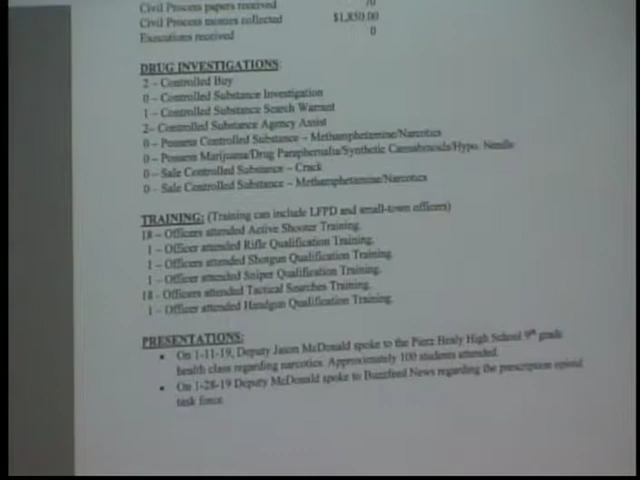 Civil Process papers received 70
Civil Process monies collected $1,850.00
Executions received 0
DRUG INVESTIGATIONS:
2 – Controlled Buy
0 – Controlled Substance Investigation
1 – Controlled Substance Search Warrant
2– Controlled Substance Agency Assist
0 – Possess Controlled Substance – Methamphetamine/Narcotics
0 – Possess Marijuana/Drug Paraphernalia/Synthetic Cannabinoids/Hypo. Needle
0 – Sale Controlled Substance – Crack
0 - Sale Controlled Substance – Methamphetamine/Narcotics
TRAINING: (Training can include LFPD and small-town officers)
18 – Officers attended Active Shooter Training.
1 – Officer attended Rifle Qualification Training.
1 – Officer attended Shotgun Qualification Training.
1 – Officer attended Sniper Qualification Training.
18 - Officers attended Tactical Searches Training.
1 – Officer attended Handgun Qualification Training.
PRESENTATIONS:
• On 1-11-19, Deputy Jason McDonald spoke to the Pierz Healy High School 9th grade
health class regarding narcotics. Approximately 100 students attended.
• On 1-28-19 Deputy McDonald spoke to Buzzfeed News regarding the prescription opioid
task force.